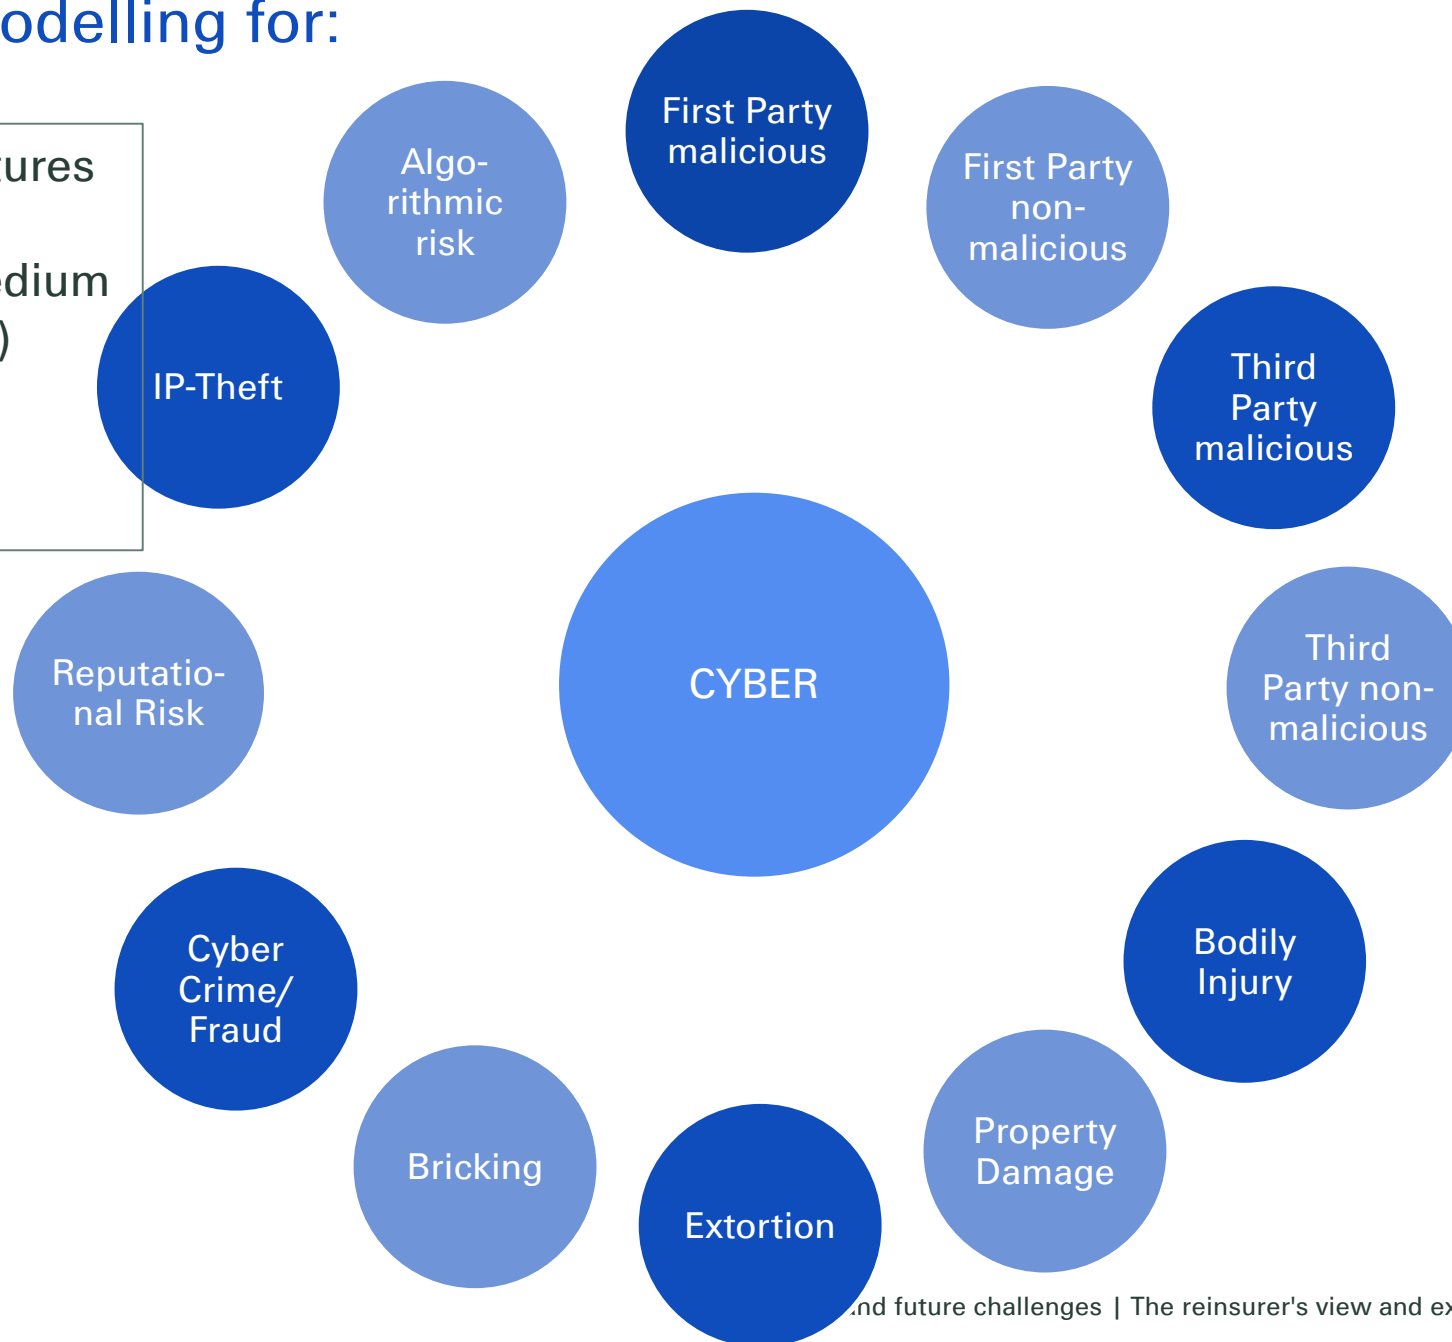 odelling for:
tures
edium
)
First Party
malicious
First Party
non-
malicious
Third
Party
malicious
Third
Party non-
malicious
Bodily
Injury
Property
Damage
Extortion
Bricking
Cyber
Crime/
Fraud
Reputatio-
nal Risk
IP-Theft
Algo-
rithmic
risk
CYBER
nd future challenges | The reinsurer's view and ex